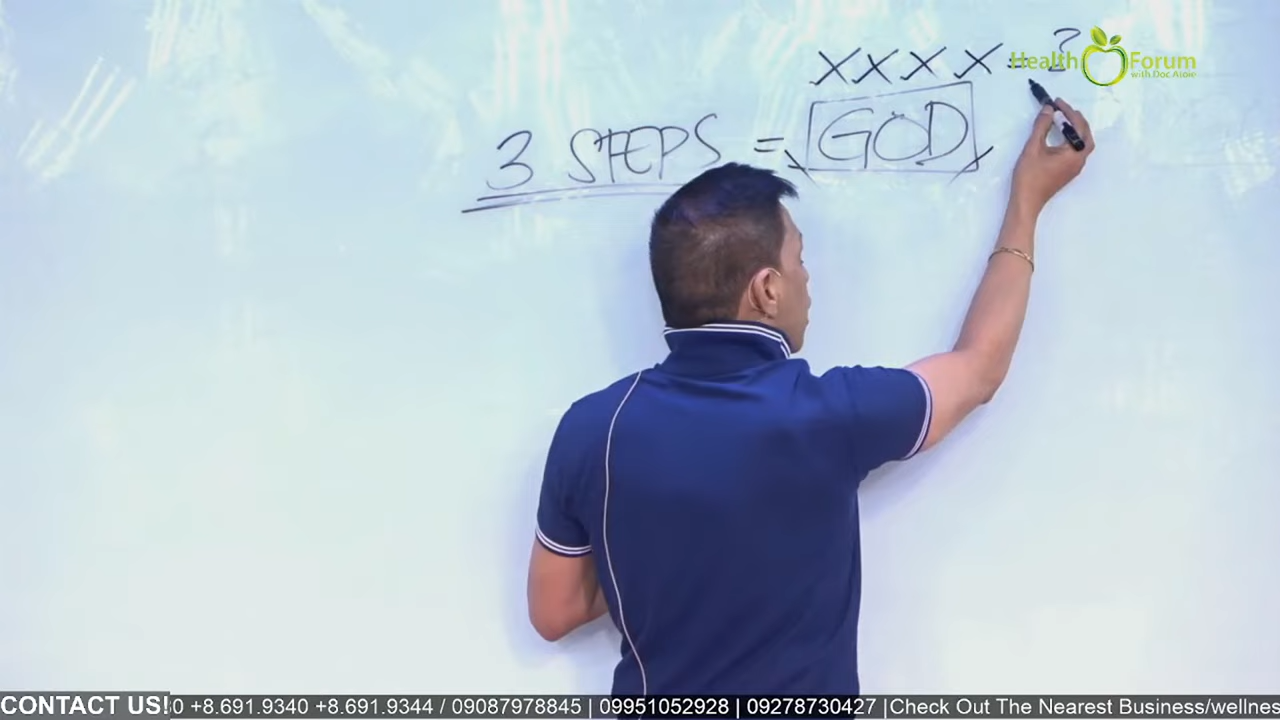 X X X X = ?
Health Forum
with Doc Atoie
3 STEPS = GOD
CONTACT US! 0 +8.691.9340 +8.691.9344 / 09087978845 | 09951052928 | 09278730427 |Check Out The Nearest Business/wellnes